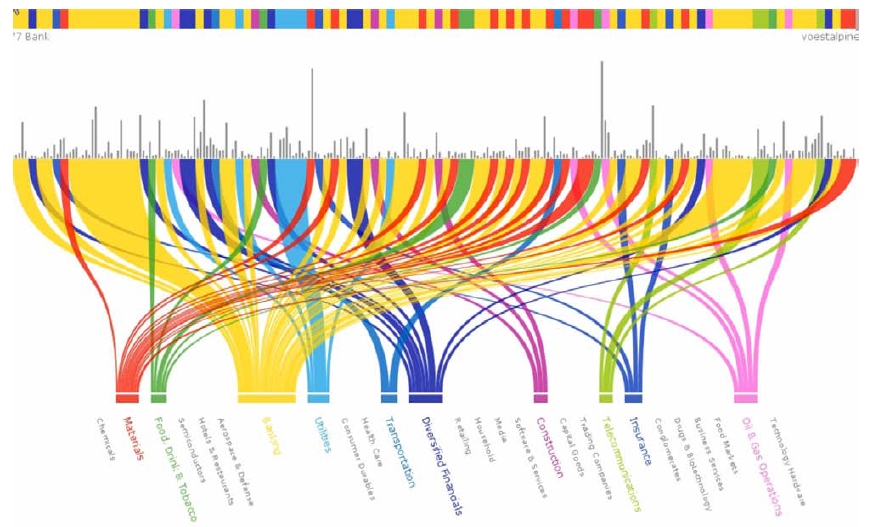 '7 Bank
voestalpine
Chemicals
Materials
Food, Drink & Tobacco
Semiconductors
Hotels & Restaurants
Aerospace & Defense
Banking
Utilities
Consumer Durables
Health Care
Transportation
Diversified Financials
Retailing
Household
Media
Software & Services
Construction
Capital Goods
Trading Companies
Telecommunications
Insurance
Conglomerates
Drugs & Biotechnology
Business Services
Food Markets
Oil & Gas Operations
Technology Hardware